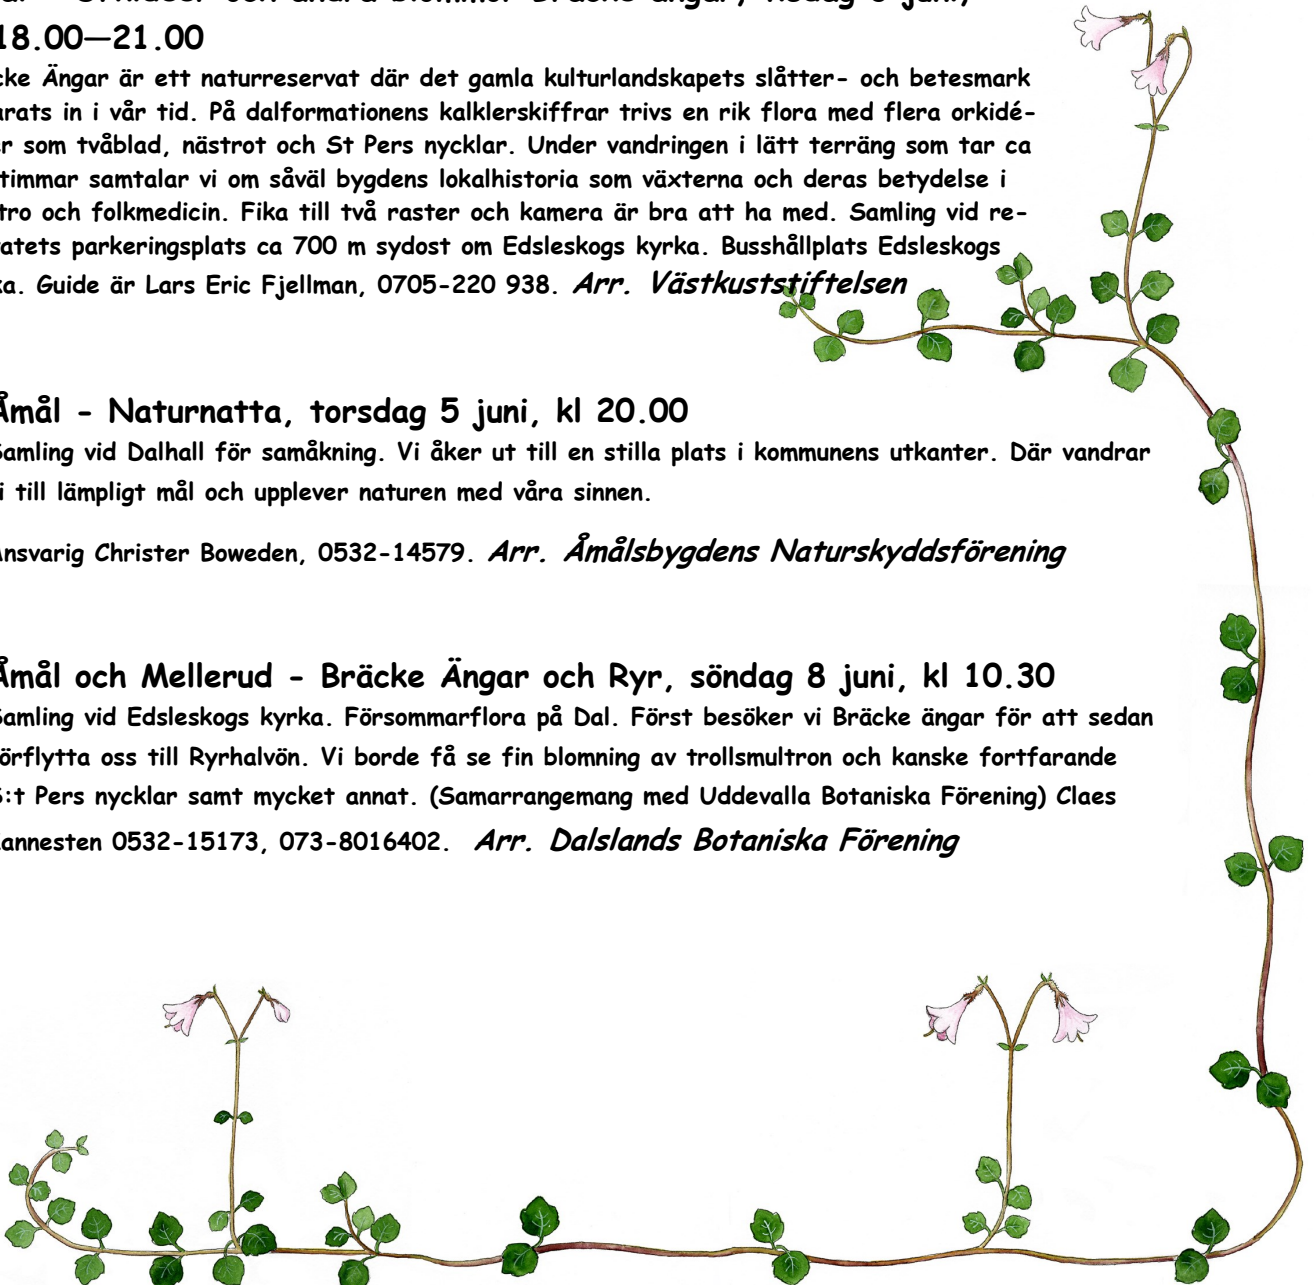 18.00—21.00
cke Ängar är ett naturreservat där det gamla kulturlandskapets slåtter- och betesmark
arats in i vår tid. På dalformationens kalklerskiffrar trivs en rik flora med flera orkidé-
er som tvåblad, nästrot och St Pers nycklar. Under vandringen i lätt terräng som tar ca
timmar samtalar vi om såväl bygdens lokalhistoria som växterna och deras betydelse i
tro och folkmedicin. Fika till två raster och kamera är bra att ha med. Samling vid re-
vatets parkeringsplats ca 700 m sydost om Edsleskogs kyrka. Busshållplats Edsleskogs
ka. Guide är Lars Eric Fjellman, 0705-220 938. Arr. Västkuststiftelsen
Åmål - Naturnatta, torsdag 5 juni, kl 20.00
Samling vid Dalhall för samåkning. Vi åker ut till en stilla plats i kommunens utkanter. Där vandrar
i till lämpligt mål och upplever naturen med våra sinnen.
Ansvarig Christer Boweden, 0532-14579. Arr. Åmålsbygdens Naturskyddsförening
Åmål och Mellerud - Bräcke Ängar och Ryr, söndag 8 juni, kl 10.30
Samling vid Edsleskogs kyrka. Försommarflora på Dal. Först besöker vi Bräcke ängar för att sedan
förflytta oss till Ryrhalvön. Vi borde få se fin blomning av trollsmultron och kanske fortfarande
S:t Pers nycklar samt mycket annat. (Samarrangemang med Uddevalla Botaniska Förening) Claes
annesten 0532-15173, 073-8016402. Arr. Dalslands Botaniska Förening